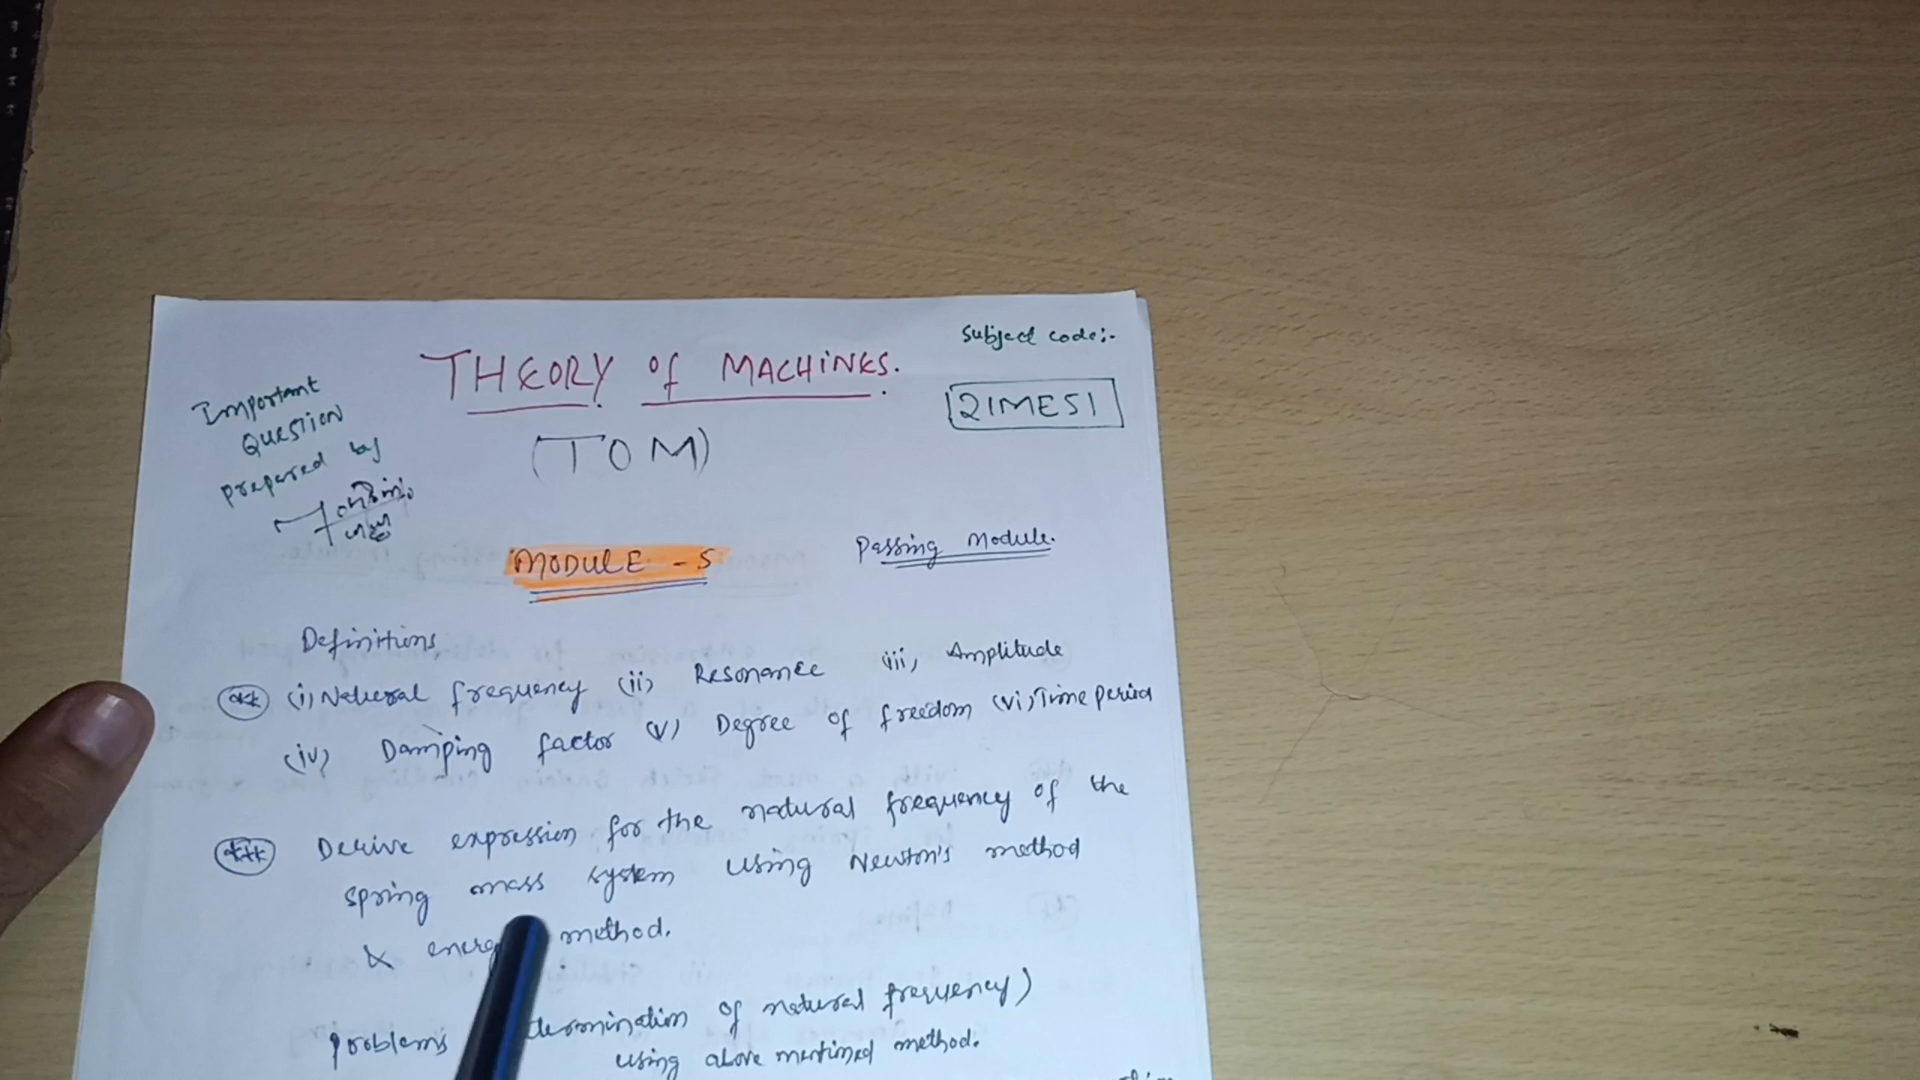 Subject code:-
THEORY of MACHINES.
21ME51
(TOM)
Important
QUESTION
prepared by
MODULE - 5
Passing Module.
Definitions
(i) Natural frequency (ii) Resonance iii, Amplitude
(iv) Damping factor (v) Degree of freedom (vi) Time period
Derive expression for the natural frequency of the
spring mass system using Newton's method
& method.
problems of natural frequency)
using above mentioned method.